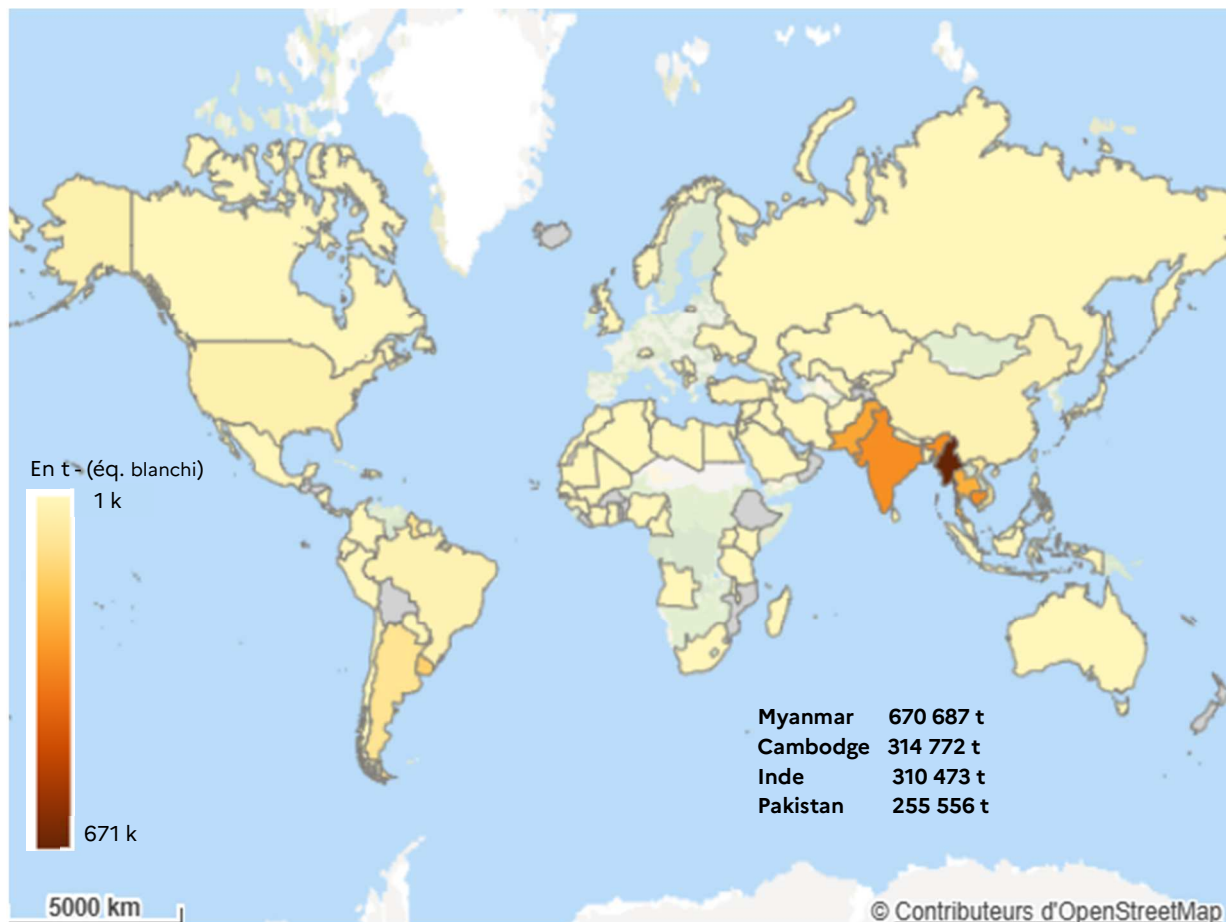 En t - (éq. blanchi)
1 k
671 k
Myanmar 670 687 t
Cambodge 314 772 t
Inde 310 473 t
Pakistan 255 556 t
5000 km
© Contributeurs d'OpenStreetMap